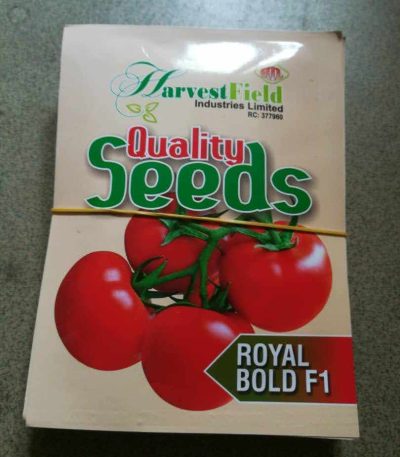 HarvestField
Industries Limited
RC: 377960
Quality
Seeds
ROYAL
BOLD F1